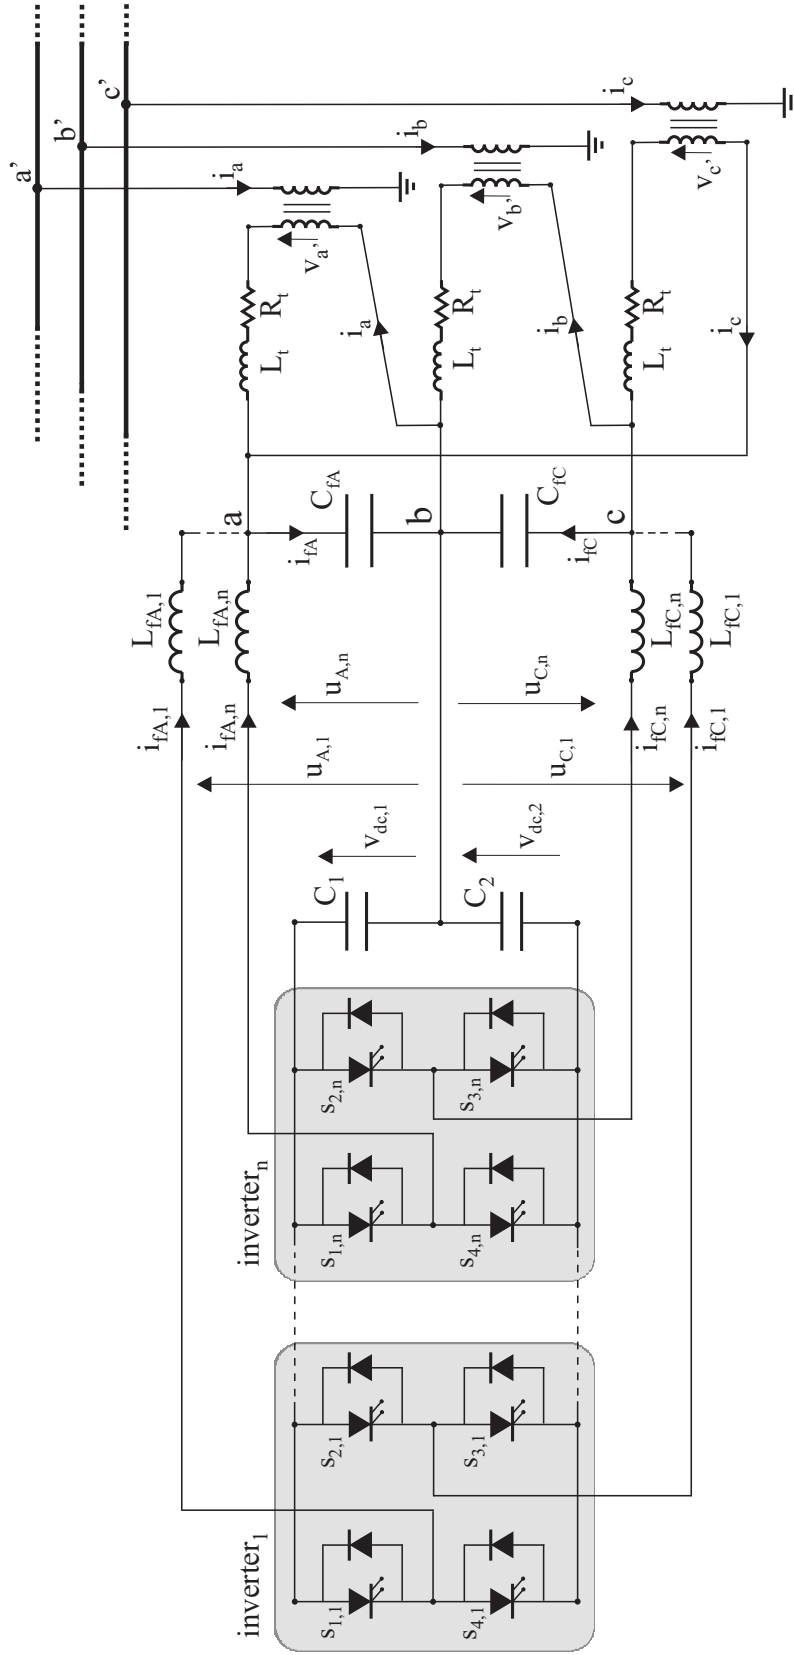 a'
b'
c'
i_a
i_b
i_c
v_a'
v_b'
v_c'
R_t
L_t
i_a
R_t
L_t
i_b
R_t
L_t
i_c
a
C_fA
b
C_fC
c
i_fA
i_fC
L_fA,1
L_fA,n
L_fC,n
L_fC,1
i_fA,1
i_fA,n
u_A,n
u_C,n
i_fC,n
i_fC,1
u_A,1
u_C,1
v_dc,1
v_dc,2
C_1
C_2
inverter_n
s_2,n
s_3,n
s_1,n
s_4,n
inverter_1
s_2,1
s_3,1
s_1,1
s_4,1